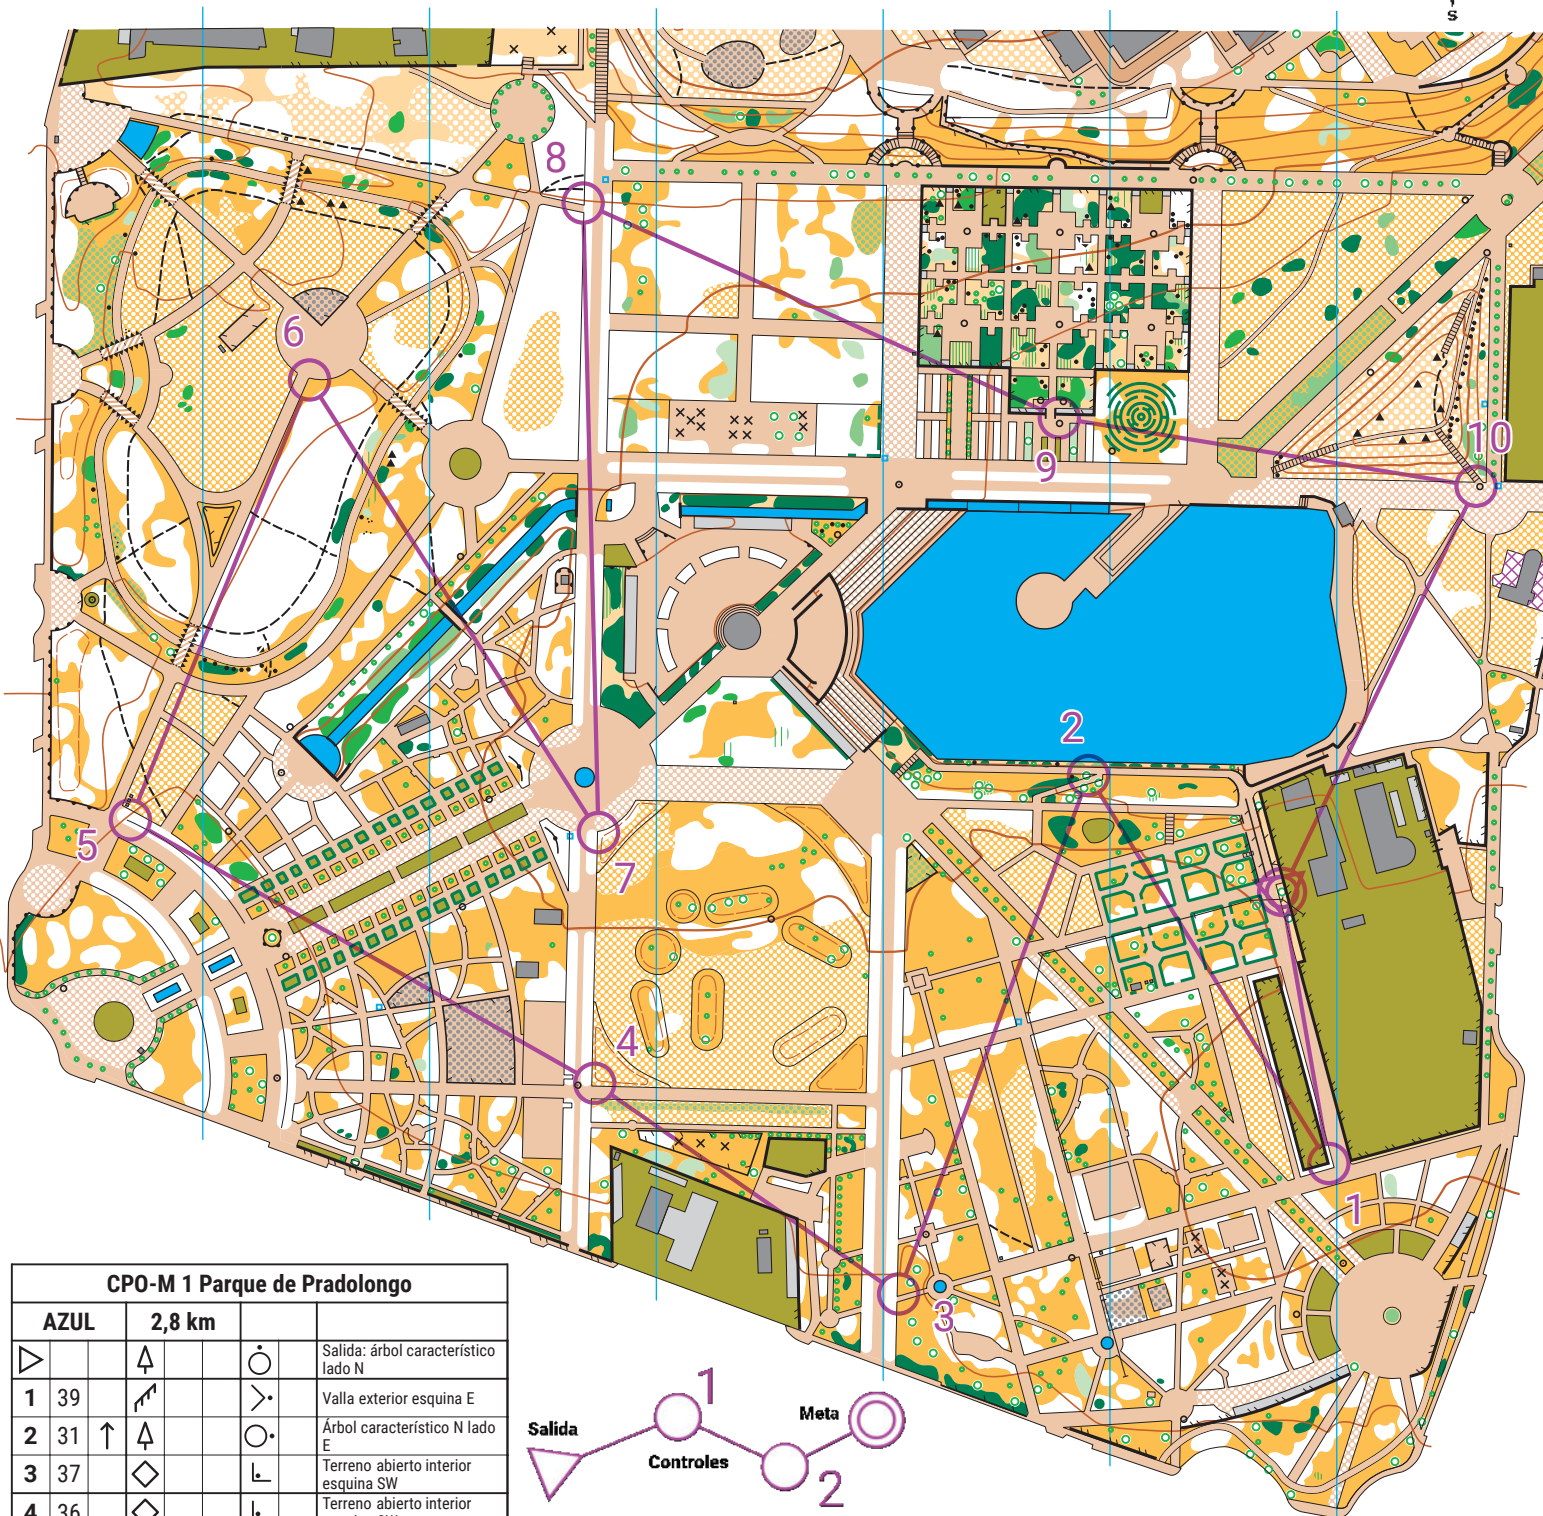 S
8
6
10
9
2
5
7
4
1
3
CPO-M 1 Parque de Pradolongo
AZUL 2,8 km
Salida: árbol característico
lado N
1 39 Valla exterior esquina E
2 31 Árbol característico N lado
E
3 37 Terreno abierto interior
esquina SW
4 36 Terreno abierto interior
Salida
1
Controles
Meta
2